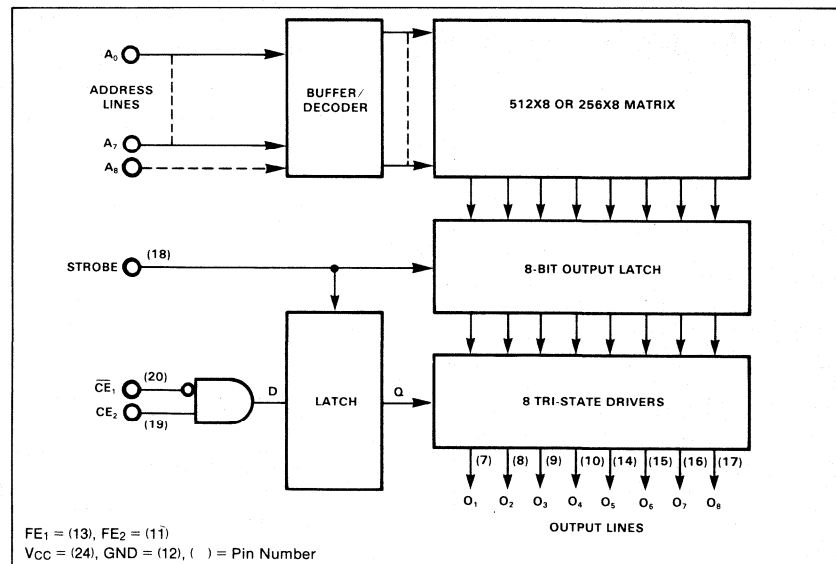 A₀
ADDRESS
LINES
A₇
A₈
BUFFER/
DECODER
512X8 OR 256X8 MATRIX
STROBE
(18)
8-BIT OUTPUT LATCH
C̅E̅₁
(20)
CE₂
(19)
D
LATCH
Q
8 TRI-STATE DRIVERS
(7) (8) (9) (10) (14) (15) (16) (17)
O₁ O₂ O₃ O₄ O₅ O₆ O₇ O₈
OUTPUT LINES
FE₁ = (13), FE₂ = (11)
VCC = (24), GND = (12), ( ) = Pin Number